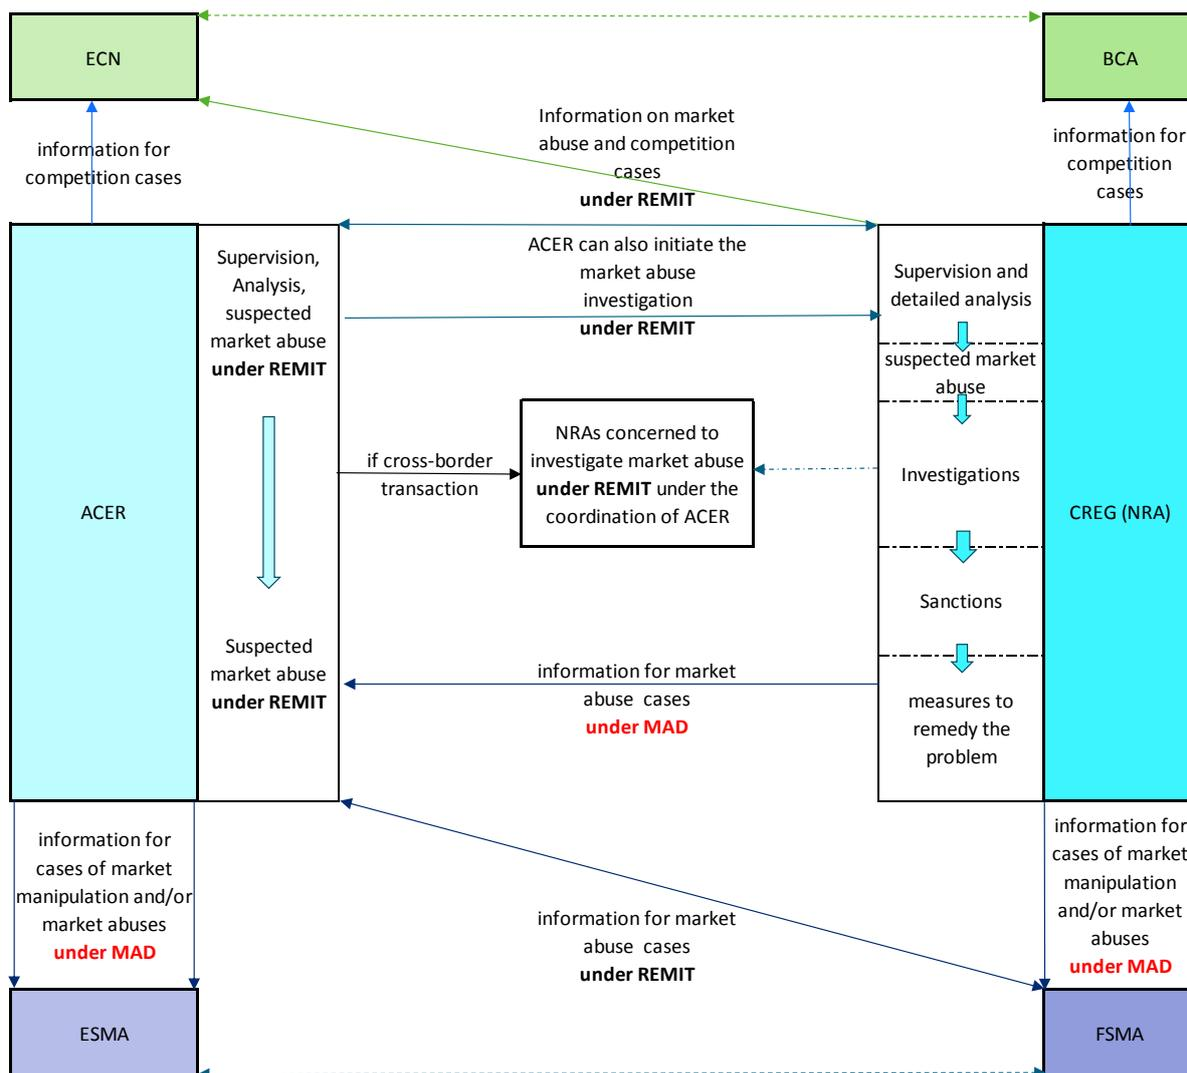 ECN
BCA
Information on market
abuse and competition
cases
under REMIT
information for
competition cases
information for
competition
cases
ACER can also initiate the
market abuse
investigation
under REMIT
Supervision,
Analysis,
suspected
market abuse
under REMIT
Supervision and
detailed analysis
suspected market
abuse
if cross-border
transaction
NRAs concerned to
investigate market abuse
under REMIT under the
coordination of ACER
Investigations
ACER
CREG (NRA)
Sanctions
Suspected
market abuse
under REMIT
information for market
abuse  cases
under MAD
measures to
remedy the
problem
information for
cases of market
manipulation and/or
market abuses
under MAD
information for market
abuse  cases
under REMIT
information for
cases of market
manipulation
and/or market
abuses
under MAD
ESMA
FSMA